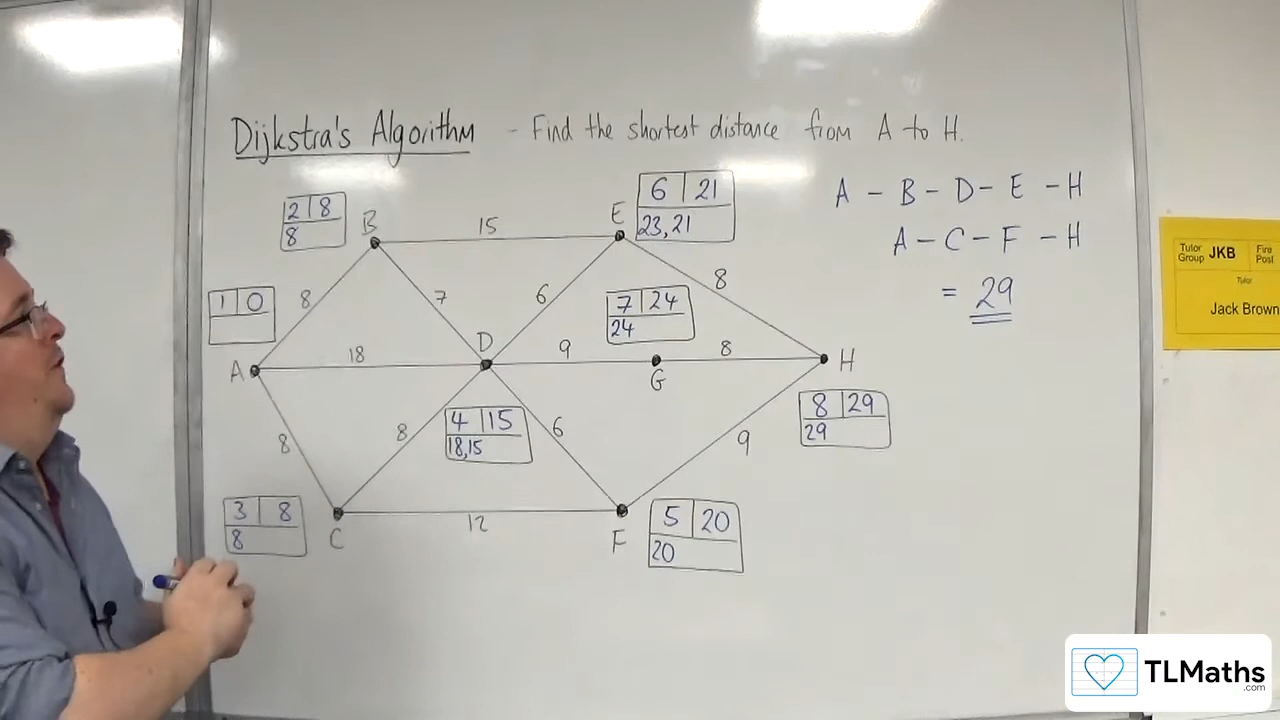 Dijkstra's Algorithm - Find the shortest distance from A to H.
A - B - D - E - H
A - C - F - H
= 29
2 8
8
B
15
E
6 21
23, 21
1 0
A
8
7
6
8
18
D
9
7 24
24
G
8
H
8 29
29
4 15
18,15
8
8
6
9
3 8
8
C
12
F
5 20
20
Tutor Group JKB Fire Post
Tutor
Jack Brown
TLMaths
.com